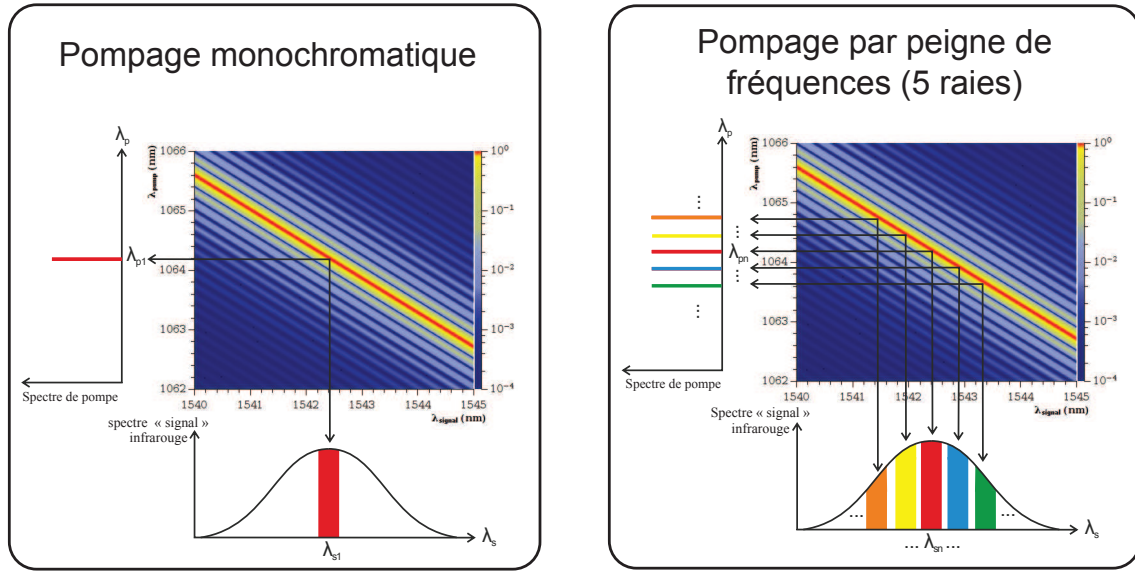 Pompage monochromatique
λp
1066
1065
1064
1063
1062
λpump (nm)
10^0
10^-1
10^-2
10^-3
10^-4
λp1
Spectre de pompe
1540
1541
1542
1543
1544
1545
λsignal (nm)
spectre « signal »
infrarouge
λs1
λs
Pompage par peigne de
fréquences (5 raies)
λp
1066
1065
1064
1063
1062
λpump (nm)
10^0
10^-1
10^-2
10^-3
10^-4
...
...
λpn
...
...
Spectre de pompe
1540
1541
1542
1543
1544
1545
λsignal (nm)
Spectre « signal »
infrarouge
...
...
... λsn ...
λs